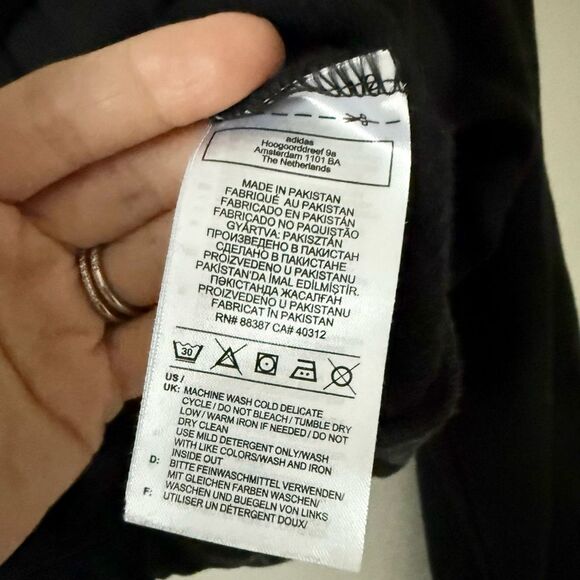 adidas
Hoogoorddreef 9a
Amsterdam 1101 BA
The Netherlands
MADE IN PAKISTAN
FABRIQUÉ AU PAKISTAN
FABRICADO EN PAKISTÁN
FABRICADO NO PAQUISTÃO
GYÁRTVA: PAKISZTÁN
ПРОИЗВЕДЕНО В ПАКИСТАН
СДЕЛАНО В ПАКИСТАНЕ
PROIZVEDENO U PAKISTANU
PAKİSTAN'DA İMAL EDİLMİŞTİR.
ПӘКІСТАНДА ЖАСАЛҒАН
PROIZVEDENO U PAKISTANU
FABRICAT ÎN PAKISTAN
RN# 88387 CA# 40312
30
US /
UK: MACHINE WASH COLD DELICATE
CYCLE / DO NOT BLEACH / TUMBLE DRY
LOW / WARM IRON IF NEEDED / DO NOT
DRY CLEAN
USE MILD DETERGENT ONLY/WASH
WITH LIKE COLORS/WASH AND IRON
INSIDE OUT
D: BITTE FEINWASCHMITTEL VERWENDEN/
MIT GLEICHEN FARBEN WASCHEN/
WASCHEN UND BUEGELN VON LINKS
F: UTILISER UN DÉTERGENT DOUX/